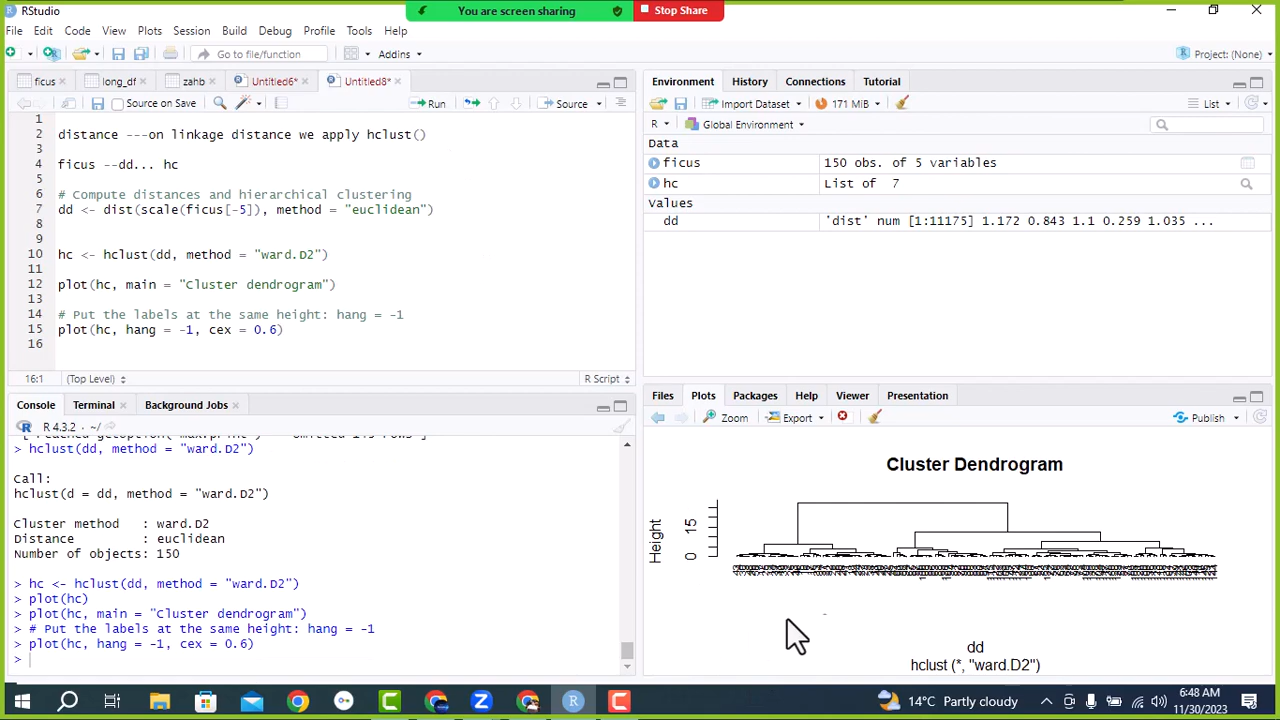 RStudio
You are screen sharing
Stop Share
File Edit Code View Plots Session Build Debug Profile Tools Help
Go to file/function
Addins
Project: (None)
ficus
long_df
zahb
Untitled6*
Untitled8*
Source on Save
Run
Source
1
2 distance ---on linkage distance we apply hclust()
3
4 ficus --dd... hc
5
6 # Compute distances and hierarchical clustering
7 dd <- dist(scale(ficus[-5]), method = "euclidean")
8
9
10 hc <- hclust(dd, method = "ward.D2")
11
12 plot(hc, main = "Cluster dendrogram")
13
14 # Put the labels at the same height: hang = -1
15 plot(hc, hang = -1, cex = 0.6)
16
16:1 (Top Level) R Script
Console Terminal Background Jobs
R 4.3.2 · ~/
> hclust(dd, method = "ward.D2")
Call:
hclust(d = dd, method = "ward.D2")
Cluster method : ward.D2
Distance : euclidean
Number of objects: 150
> hc <- hclust(dd, method = "ward.D2")
> plot(hc)
> plot(hc, main = "Cluster dendrogram")
> # Put the labels at the same height: hang = -1
> plot(hc, hang = -1, cex = 0.6)
>
Environment History Connections Tutorial
Import Dataset 171 MiB List
R Global Environment
Data
ficus 150 obs. of 5 variables
hc List of 7
Values
dd 'dist' num [1:11175] 1.172 0.843 1.1 0.259 1.035 ...
Files Plots Packages Help Viewer Presentation
Zoom Export Publish
Cluster Dendrogram
Height
0 15
dd
hclust (*, "ward.D2")
14°C Partly cloudy
6:48 AM
11/30/2023